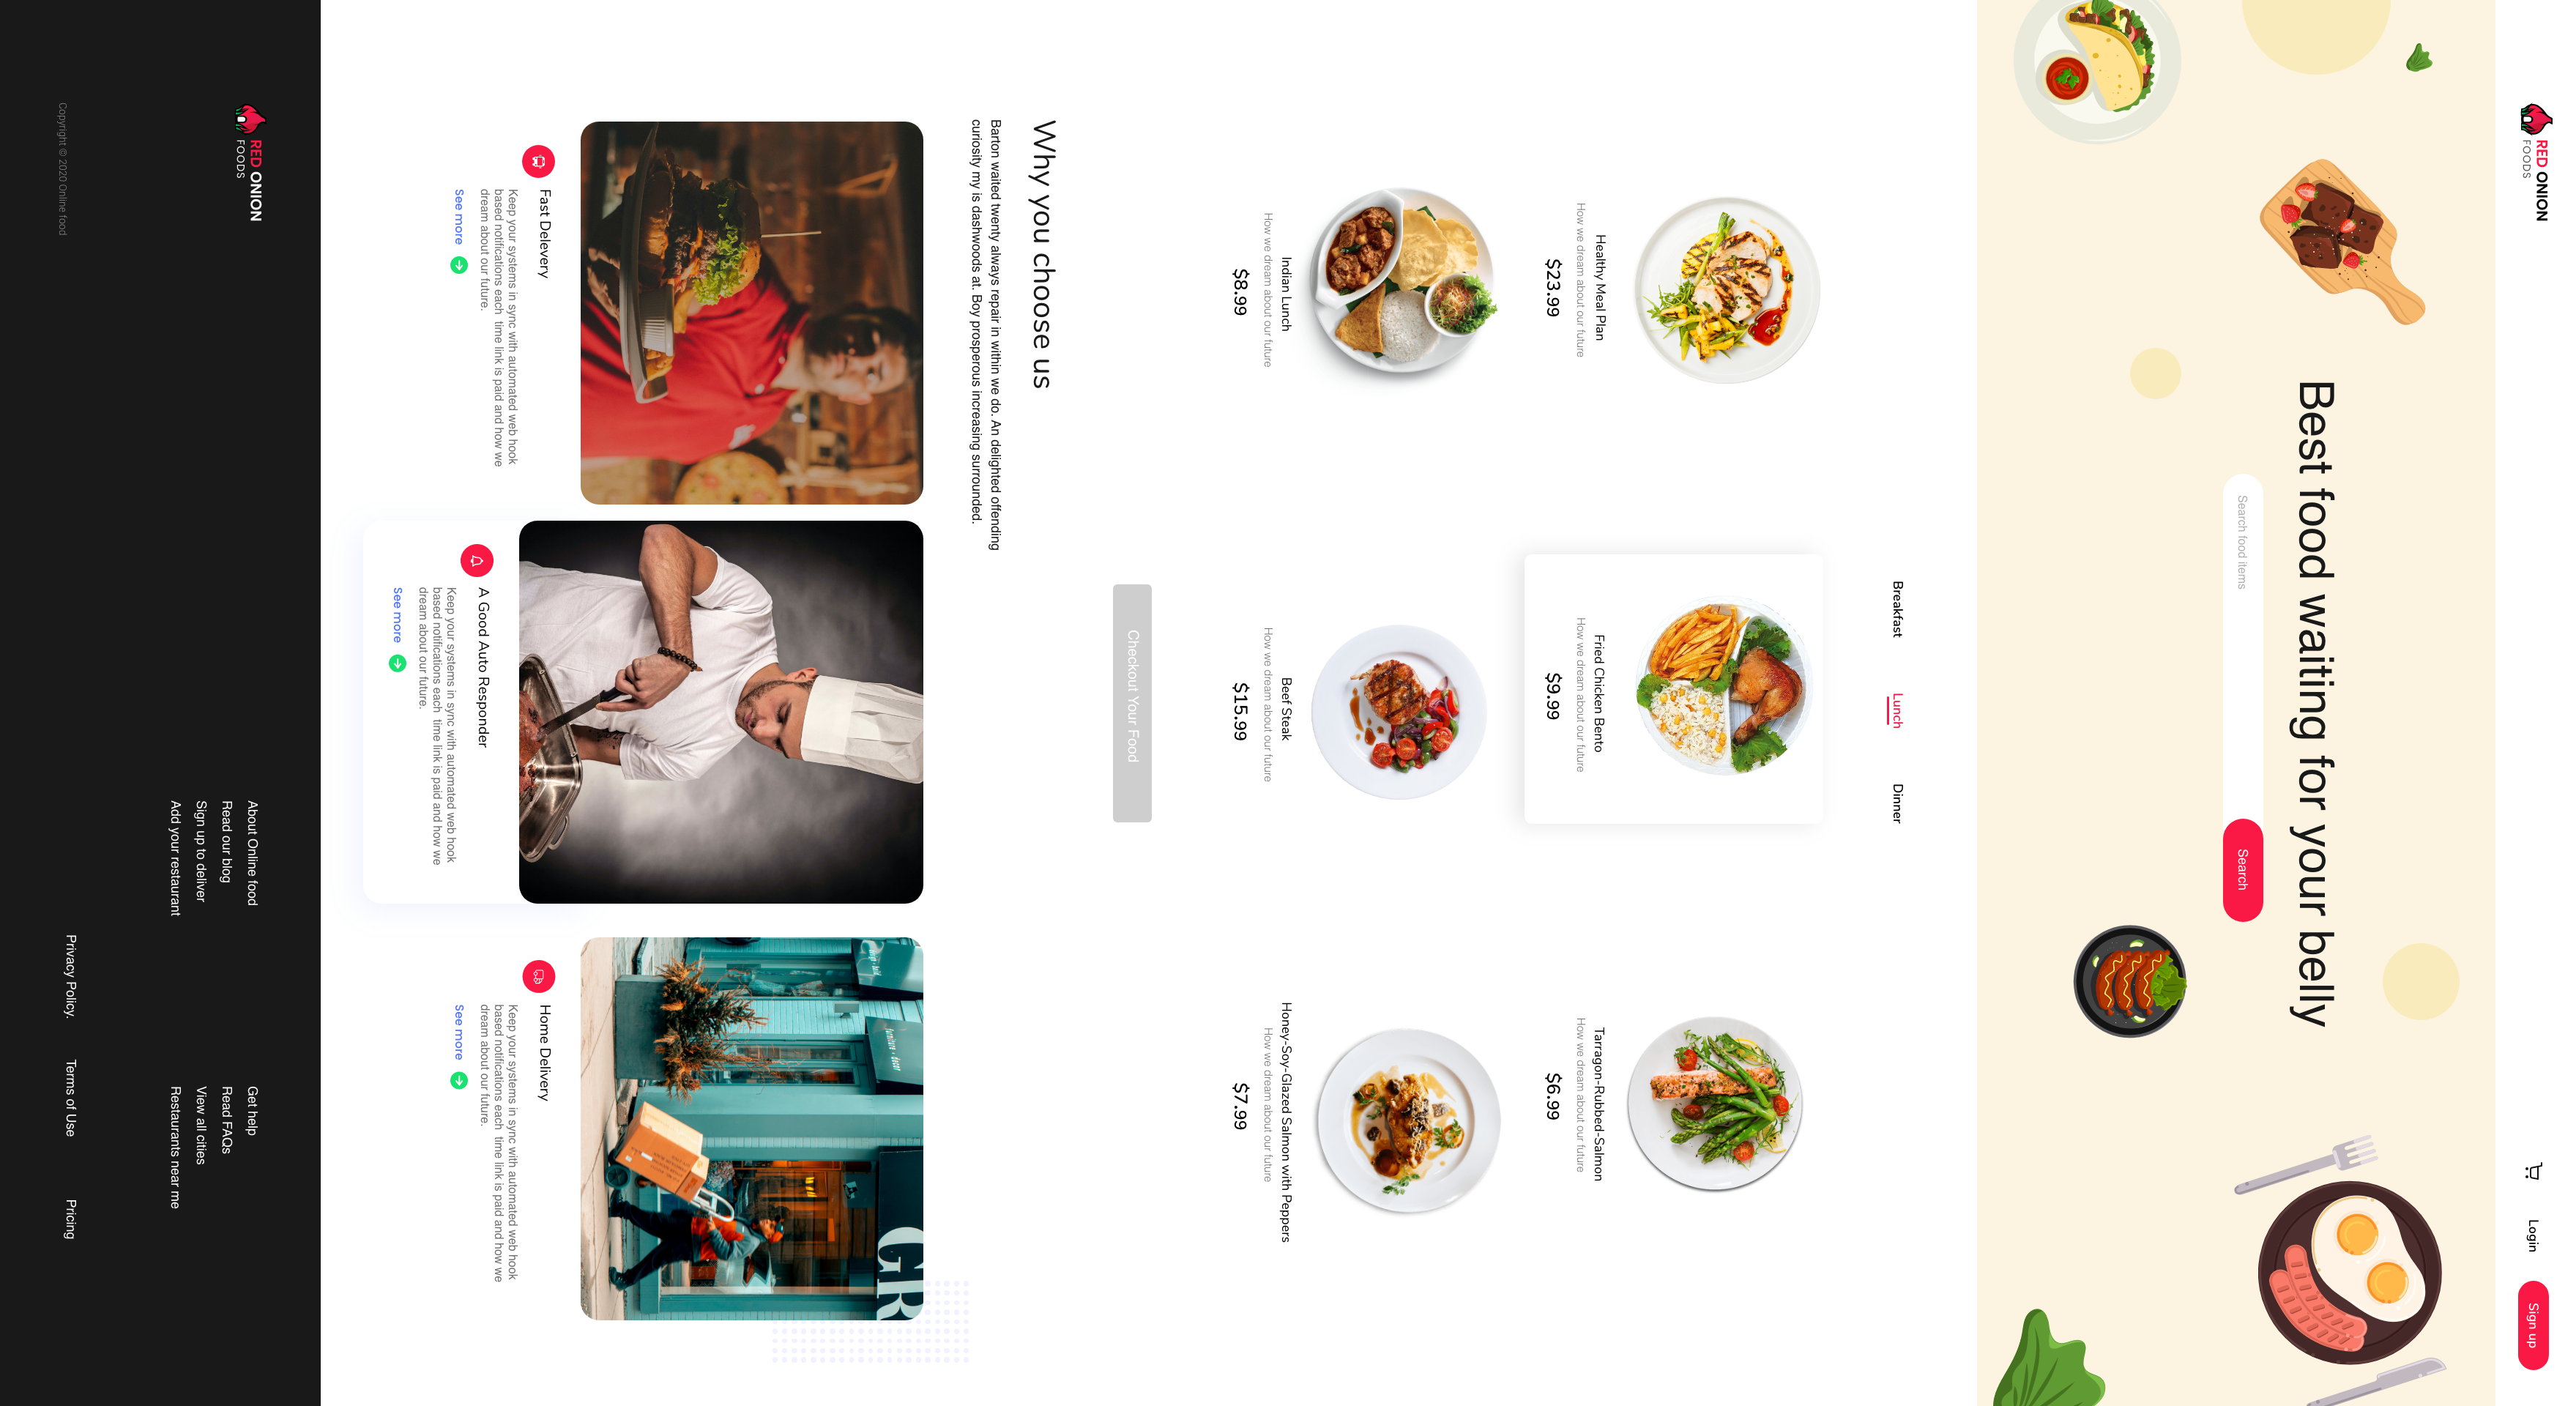 RED ONION
FOODS
Login
Sign up
Best food waiting for your belly
Search food items
Search
Breakfast
Lunch
Dinner
Healthy Meal Plan
How we dream about our future
$23.99
Fried Chicken Bento
How we dream about our future
$9.99
Tarragon-Rubbed-Salmon
How we dream about our future
$6.99
Indian Lunch
How we dream about our future
$8.99
Beef Steak
How we dream about our future
$15.99
Honey-Soy-Glazed Salmon with Peppers
How we dream about our future
$7.99
Checkout Your Food
Why you choose us
Barton waited twenty always repair in within we do. An delighted offending
curiosity my is dashwoods at. Boy prosperous increasing surrounded.
GR
Fast Delevery
Keep your systems in sync with automated web hook
based notifications each time link is paid and how we
dream about our future.
See more
A Good Auto Responder
Keep your systems in sync with automated web hook
based notifications each time link is paid and how we
dream about our future.
See more
Home Delivery
Keep your systems in sync with automated web hook
based notifications each time link is paid and how we
dream about our future.
See more
RED ONION
FOODS
About Online food
Read our blog
Sign up to deliver
Add your restaurant
Get help
Read FAQs
View all cities
Restaurants near me
Copyright © 2020 Online food
Privacy Policy.
Terms of Use
Pricing